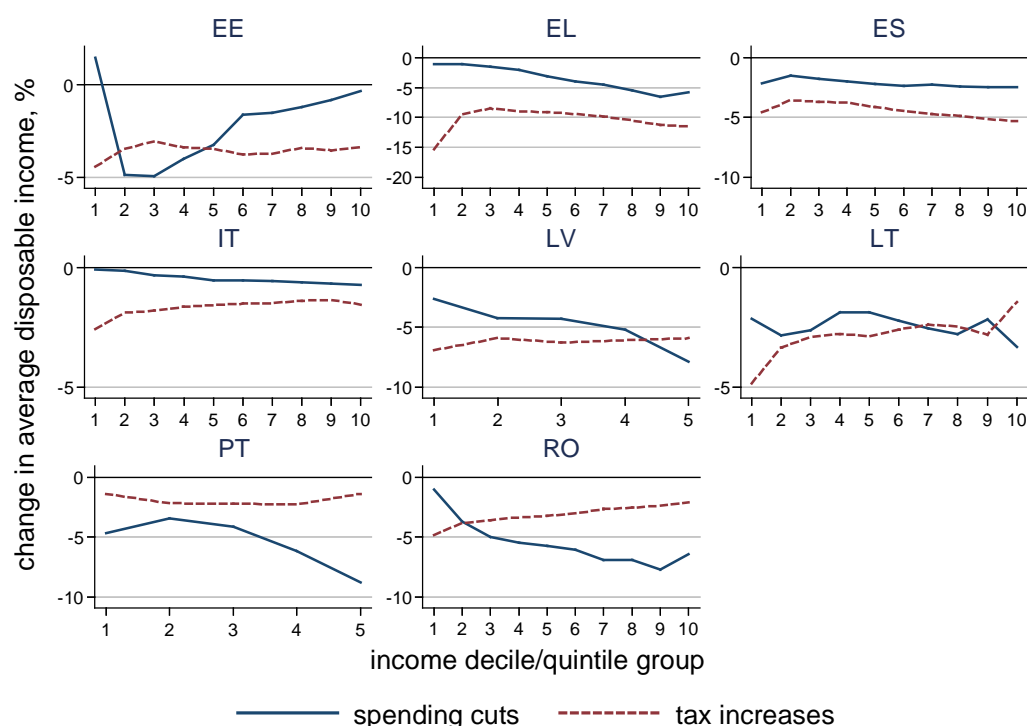 EE EL ES
0
-5
1 2 3 4 5 6 7 8 9 10
0
-5
-10
-15
-20
1 2 3 4 5 6 7 8 9 10
0
-5
-10
1 2 3 4 5 6 7 8 9 10
IT LV LT
0
-5
1 2 3 4 5 6 7 8 9 10
0
-5
-10
1 2 3 4 5
0
-5
1 2 3 4 5 6 7 8 9 10
PT RO
0
-5
-10
1 2 3 4 5
0
-5
-10
1 2 3 4 5 6 7 8 9 10
change in average disposable income, %
income decile/quintile group
spending cuts tax increases